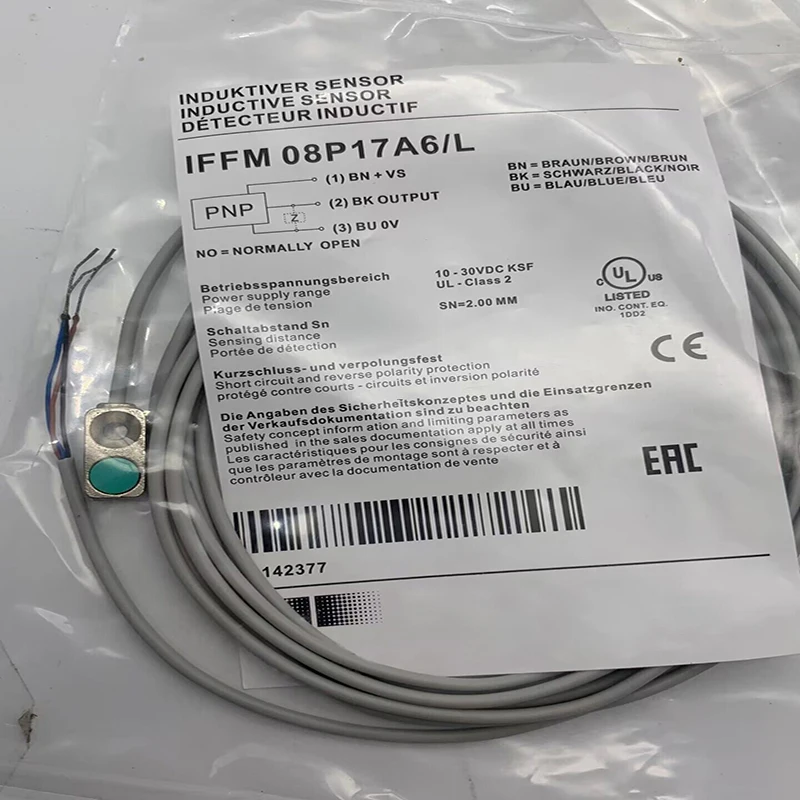 INDUKTIVER SENSOR
INDUCTIVE SENSOR
DÉTECTEUR INDUCTIF
IFFM 08P17A6/L
BN = BRAUN/BROWN/BRUN
BK = SCHWARZ/BLACK/NOIR
BU = BLAU/BLUE/BLEU
(1) BN + VS
PNP
(2) BK OUTPUT
Z
(3) BU 0V
NO = NORMALLY OPEN
Betriebsspannungsbereich
Power supply range
Plage de tension
10 - 30VDC KSF
UL - Class 2
SN=2.00 MM
C UL US
LISTED
INO. CONT. EQ.
1DD2
Schaltabstand Sn
Sensing distance
Portée de détection
CE
Kurzschluss- und verpolungsfest
Short circuit and reverse polarity protection
protégé contre courts - circuits et inversion polarité
Die Angaben des Sicherheitskonzeptes und die Einsatzgrenzen
der Verkaufsdokumentation sind zu beachten
Safety concept information and limiting parameters as
published in the sales documentation apply at all times
Les caractéristiques pour les consignes de sécurité ainsi
que les paramètres de montage sont à respecter et à
contrôler avec la documentation de vente
EAC
142377